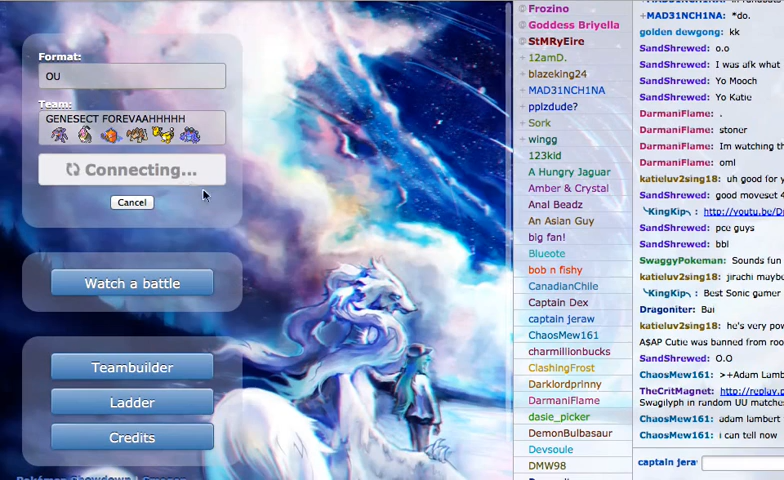 Format:
OU
Team:
GENESECT FOREVAAHHHHH
Connecting...
Cancel
Watch a battle
Teambuilder
Ladder
Credits
Frozino
Goddess Briyella
StMRyEire
12amD.
blazeking24
MAD31NCH1NA
pplzdude?
Sork
wingg
123kid
A Hungry Jaguar
Amber & Crystal
Anal Beadz
An Asian Guy
big fan!
Blueote
bob n fishy
CanadianChile
Captain Dex
captain jeraw
ChaosMew161
charmillionbucks
ClashingFrost
Darklordprinny
DarmaniFlame
dasie_picker
DemonBulbasaur
Devsoule
DMW98
+MAD31NCH1NA: *do.
golden dewgong: kk
SandShrewed: o.o
SandShrewed: I was afk what
SandShrewed: Yo Mooch
SandShrewed: Yo Katie
DarmaniFlame: .
DarmaniFlame: stoner
DarmaniFlame: Im watching th
DarmaniFlame: oml
katieluv2sing18: uh good for y
SandShrewed: good moveset 4
KingKip: http://youtu.be/D
SandShrewed: pce guys
SandShrewed: bbl
SwaggyPokeman: Sounds fun
katieluv2sing18: jirachi maybe
KingKip: Best Sonic gamer
Dragoniter: Bai
katieluv2sing18: he's very pow
A$AP Cutie was banned from roo
SandShrewed: O.O
ChaosMew161: >+Adam Lamb
TheCritMagnet: http://replay.p
Swagilyph in random UU matche
ChaosMew161: adam lambert
ChaosMew161: i can tell now
captain jera